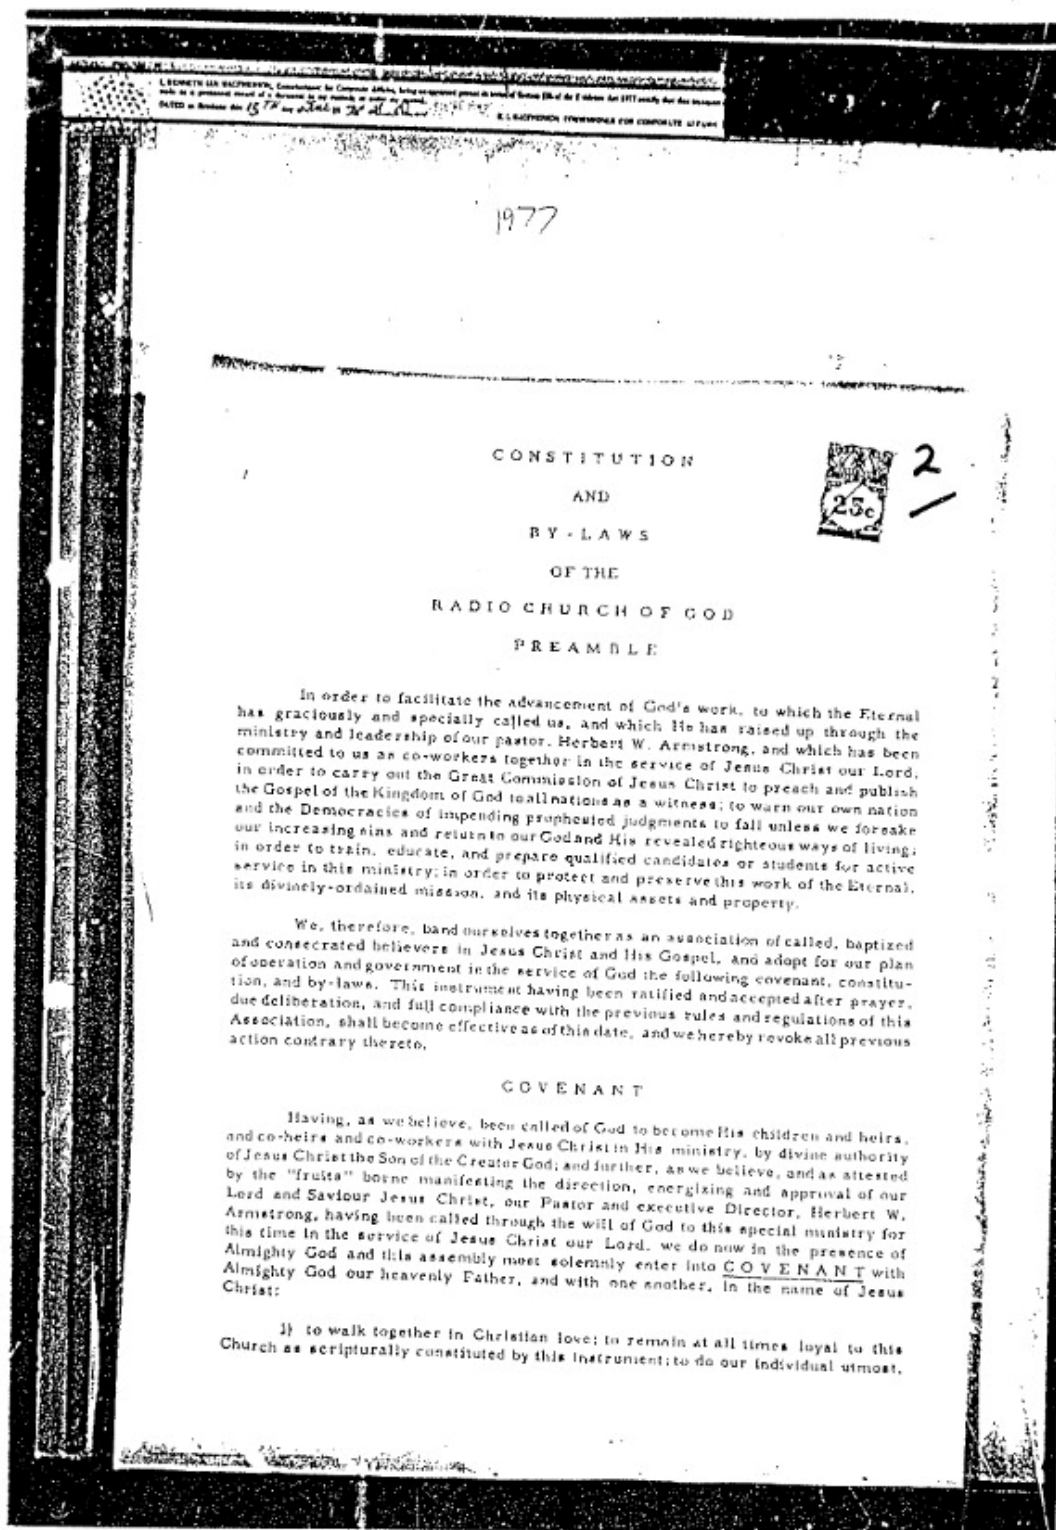 1977
CONSTITUTION
25c
2
AND
BY-LAWS
OF THE
RADIO CHURCH OF GOD
PREAMBLE
In order to facilitate the advancement of God's work, to which the Eternal
has graciously and specially called us, and which He has raised up through the
ministry and leadership of our pastor, Herbert W. Armstrong, and which has been
committed to us as co-workers together in the service of Jesus Christ our Lord,
in order to carry out the Great Commission of Jesus Christ to preach and publish
the Gospel of the Kingdom of God to all nations as a witness; to warn our own nation
and the Democracies of impending prophesied judgments to fall unless we forsake
our increasing sins and return to our God and His revealed righteous ways of living;
in order to train, educate, and prepare qualified candidates or students for active
service in this ministry; in order to protect and preserve this work of the Eternal,
its divinely-ordained mission, and its physical assets and property.
We, therefore, band ourselves together as an association of called, baptized
and consecrated believers in Jesus Christ and His Gospel, and adopt for our plan
of operation and government in the service of God the following covenant, constitu-
tion, and by-laws. This instrument having been ratified and accepted after prayer,
due deliberation, and full compliance with the previous rules and regulations of this
Association, shall become effective as of this date, and we hereby revoke all previous
action contrary thereto.
COVENANT
Having, as we believe, been called of God to become His children and heirs,
and co-heirs and co-workers with Jesus Christ in His ministry, by divine authority
of Jesus Christ the Son of the Creator God; and further, as we believe, and as attested
by the "fruits" borne manifesting the direction, energizing and approval of our
Lord and Saviour Jesus Christ, our Pastor and executive Director, Herbert W.
Armstrong, having been called through the will of God to this special ministry for
this time in the service of Jesus Christ our Lord, we do now in the presence of
Almighty God and this assembly most solemnly enter into COVENANT with
Almighty God our heavenly Father, and with one another, in the name of Jesus
Christ:
1) to walk together in Christian love; to remain at all times loyal to this
Church as scripturally constituted by this instrument; to do our individual utmost,